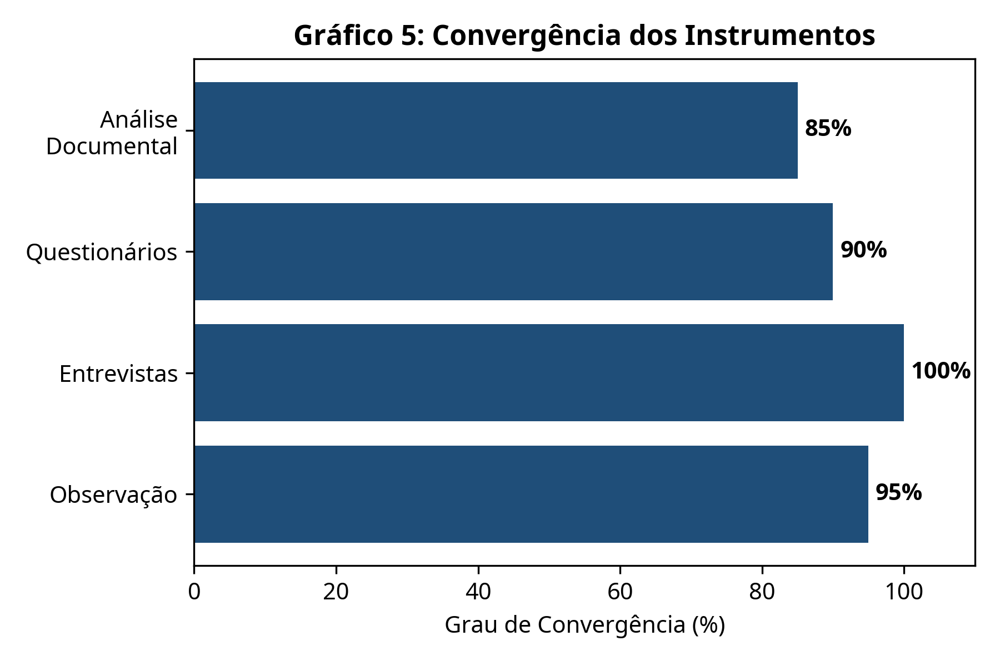 Gráfico 5: Convergência dos Instrumentos
Análise
Documental
85%
Questionários
90%
Entrevistas
100%
Observação
95%
0 20 40 60 80 100
Grau de Convergência (%)